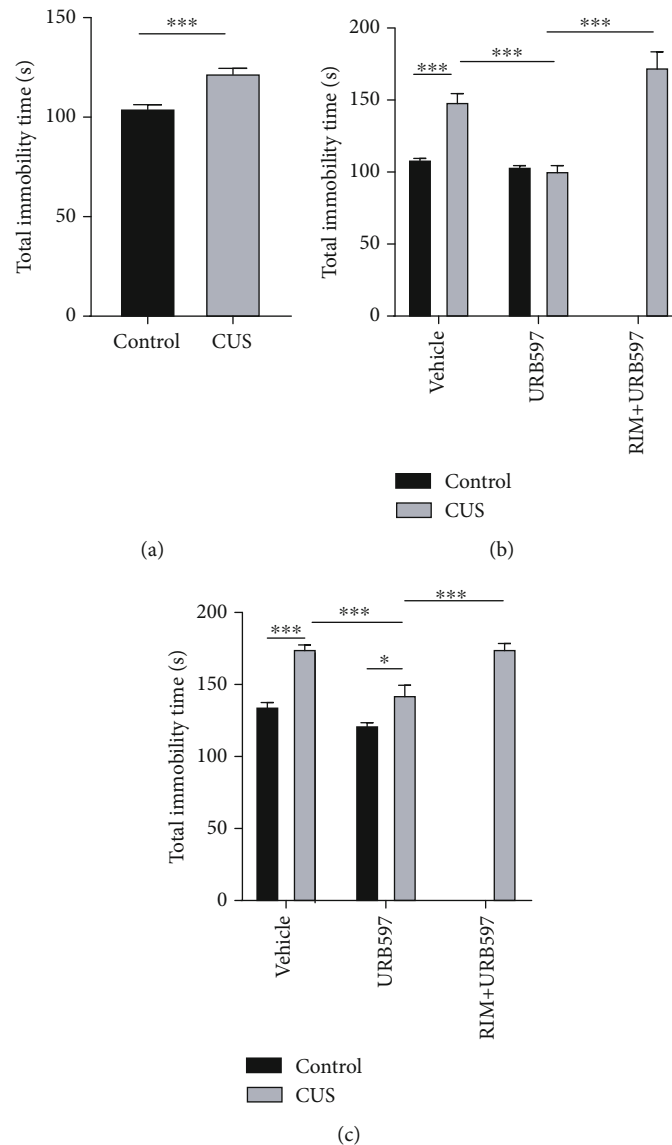 ***
150
100
50
0
Total immobility time (s)
Control
CUS
(a)
***
***
***
200
150
100
50
0
Total immobility time (s)
Vehicle
URB597
RIM+URB597
Control
CUS
(b)
***
***
***
*
200
150
100
50
0
Total immobility time (s)
Vehicle
URB597
RIM+URB597
Control
CUS
(c)